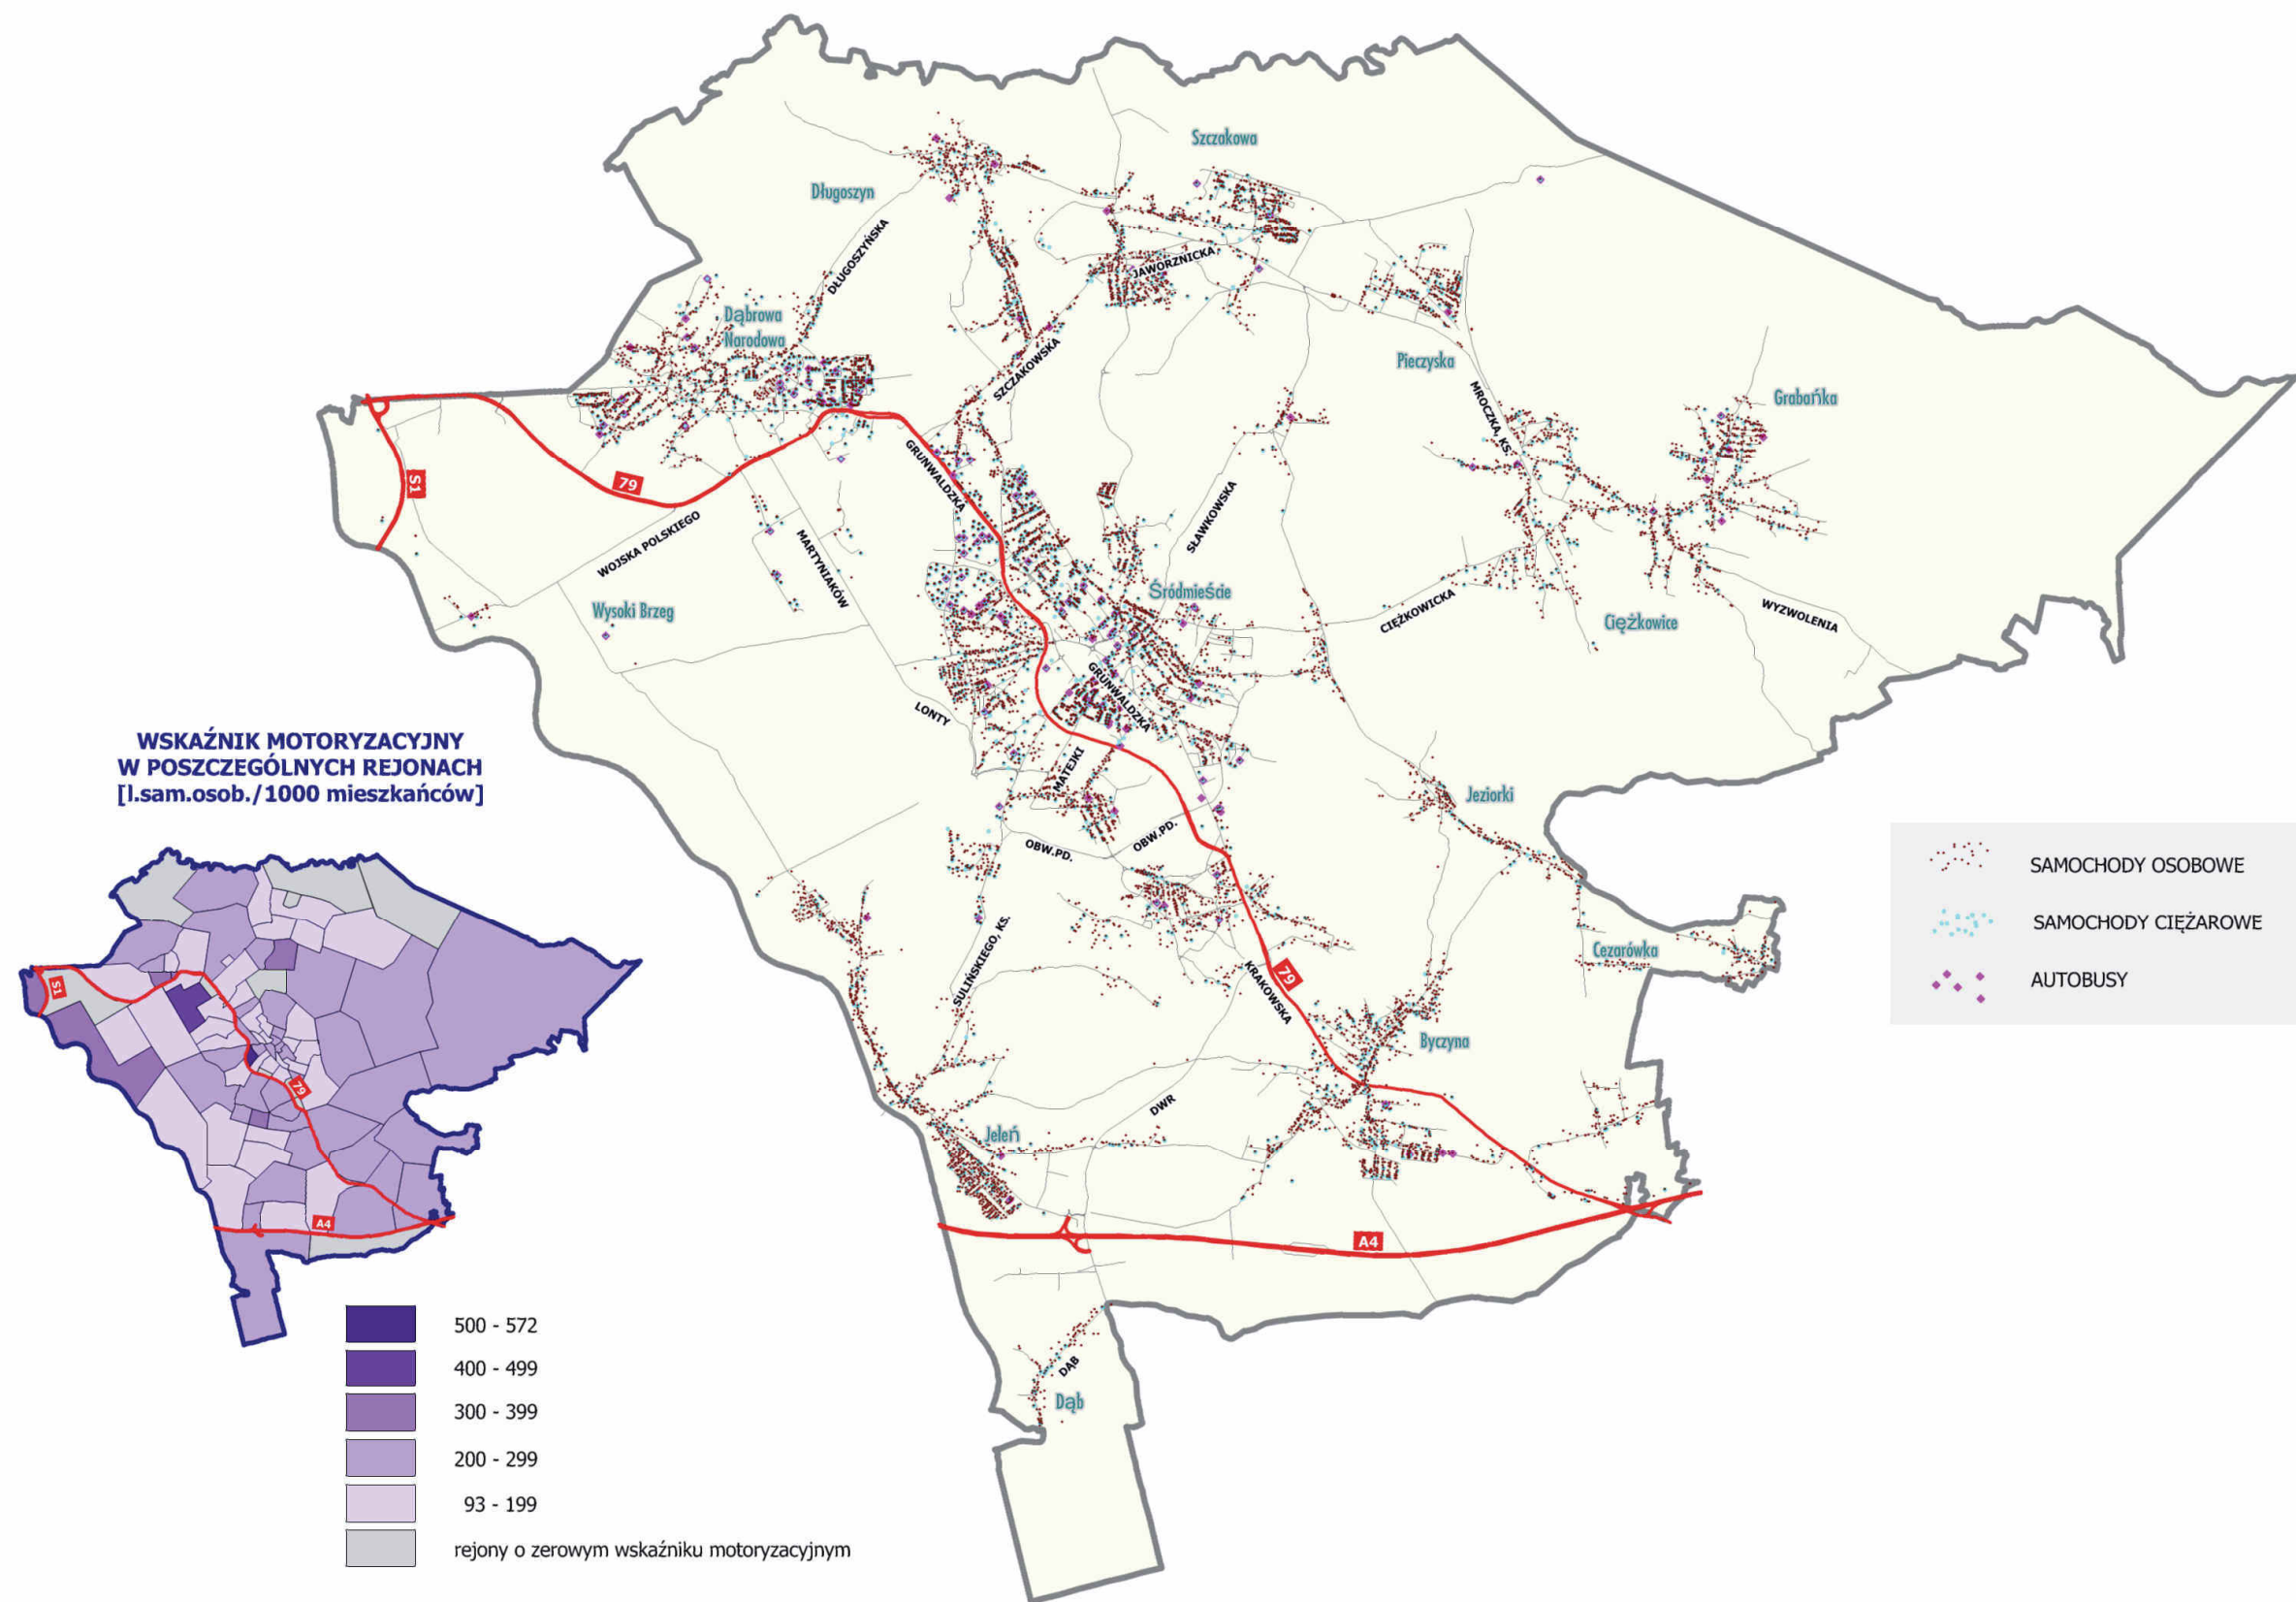 Szczakowa
Długoszyn
DŁUGOSZYŃSKA
JAWORZNICKA
Dąbrowa
Narodowa
SZCZAKOWSKA
Pieczyska
MROCZKA, KS.
Grabańka
GRUNWALDZKA
S1
79
WOJSKA POLSKIEGO
MARTYNIAKÓW
SŁAWKOWSKA
Wysoki Brzeg
Śródmieście
CIĘŻKOWICKA
Ciężkowice
WYZWOLENIA
GRUNWALDZKA
LONTY
MATEJKI
Jeziorki
OBW.PD.
OBW.PD.
SULIŃSKIEGO, KS.
KRAKOWSKA
79
Cezarówka
Byczyna
DWR
Jeleń
A4
DĄB
Dąb
WSKAŹNIK MOTORYZACYJNY
W POSZCZEGÓLNYCH REJONACH
[l.sam.osob./1000 mieszkańców]
S1
79
A4
500 - 572
400 - 499
300 - 399
200 - 299
93 - 199
rejony o zerowym wskaźniku motoryzacyjnym
SAMOCHODY OSOBOWE
SAMOCHODY CIĘŻAROWE
AUTOBUSY